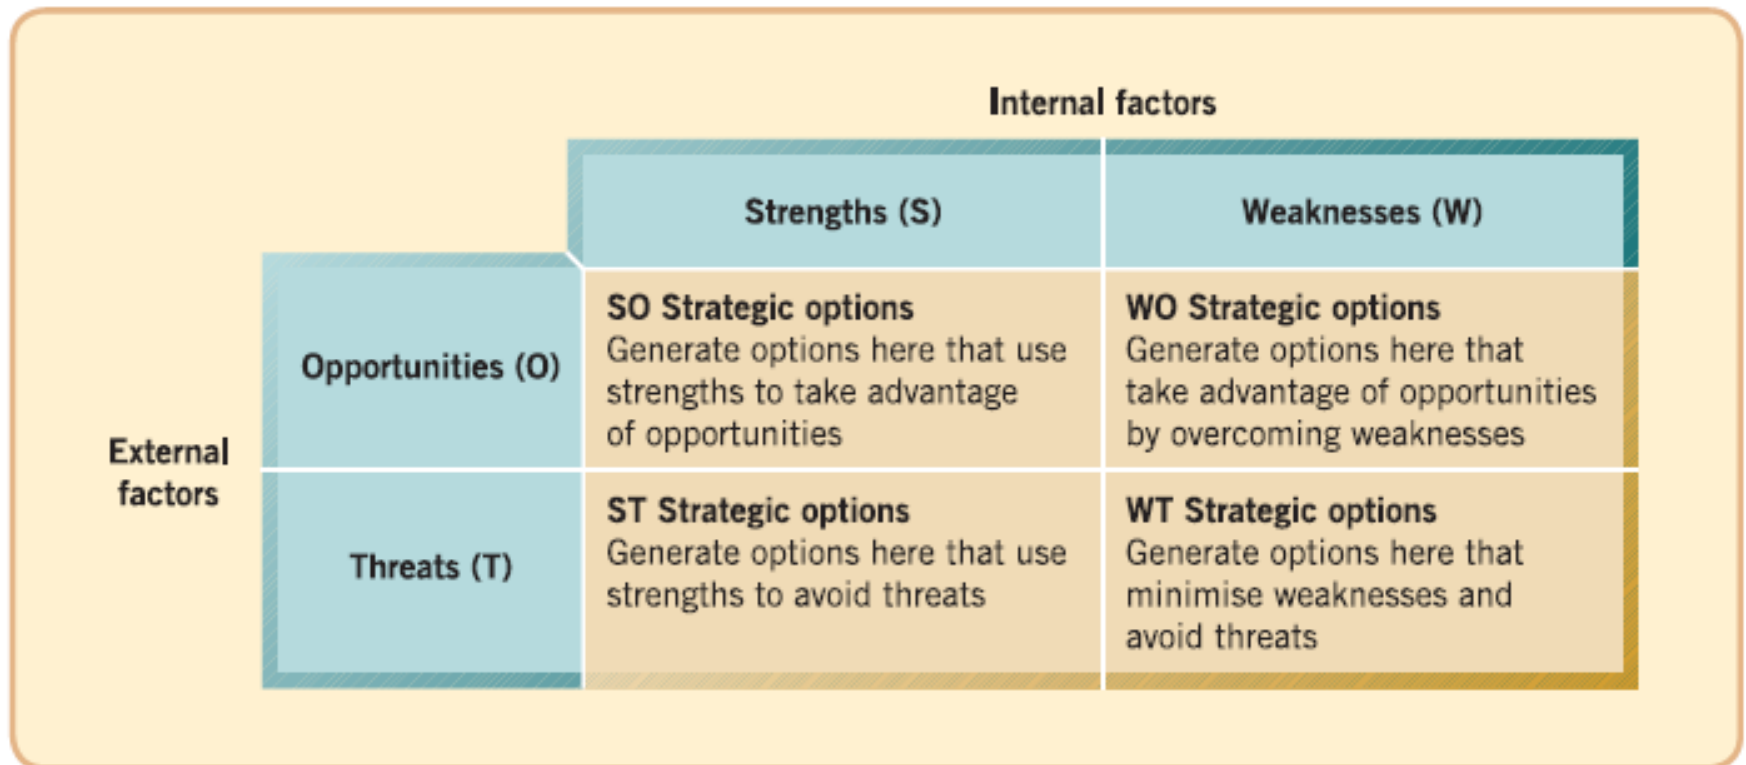 Internal factors
Strengths (S)
Weaknesses (W)
External
factors
Opportunities (O)
SO Strategic options
Generate options here that use
strengths to take advantage
of opportunities
WO Strategic options
Generate options here that
take advantage of opportunities
by overcoming weaknesses
Threats (T)
ST Strategic options
Generate options here that use
strengths to avoid threats
WT Strategic options
Generate options here that
minimise weaknesses and
avoid threats